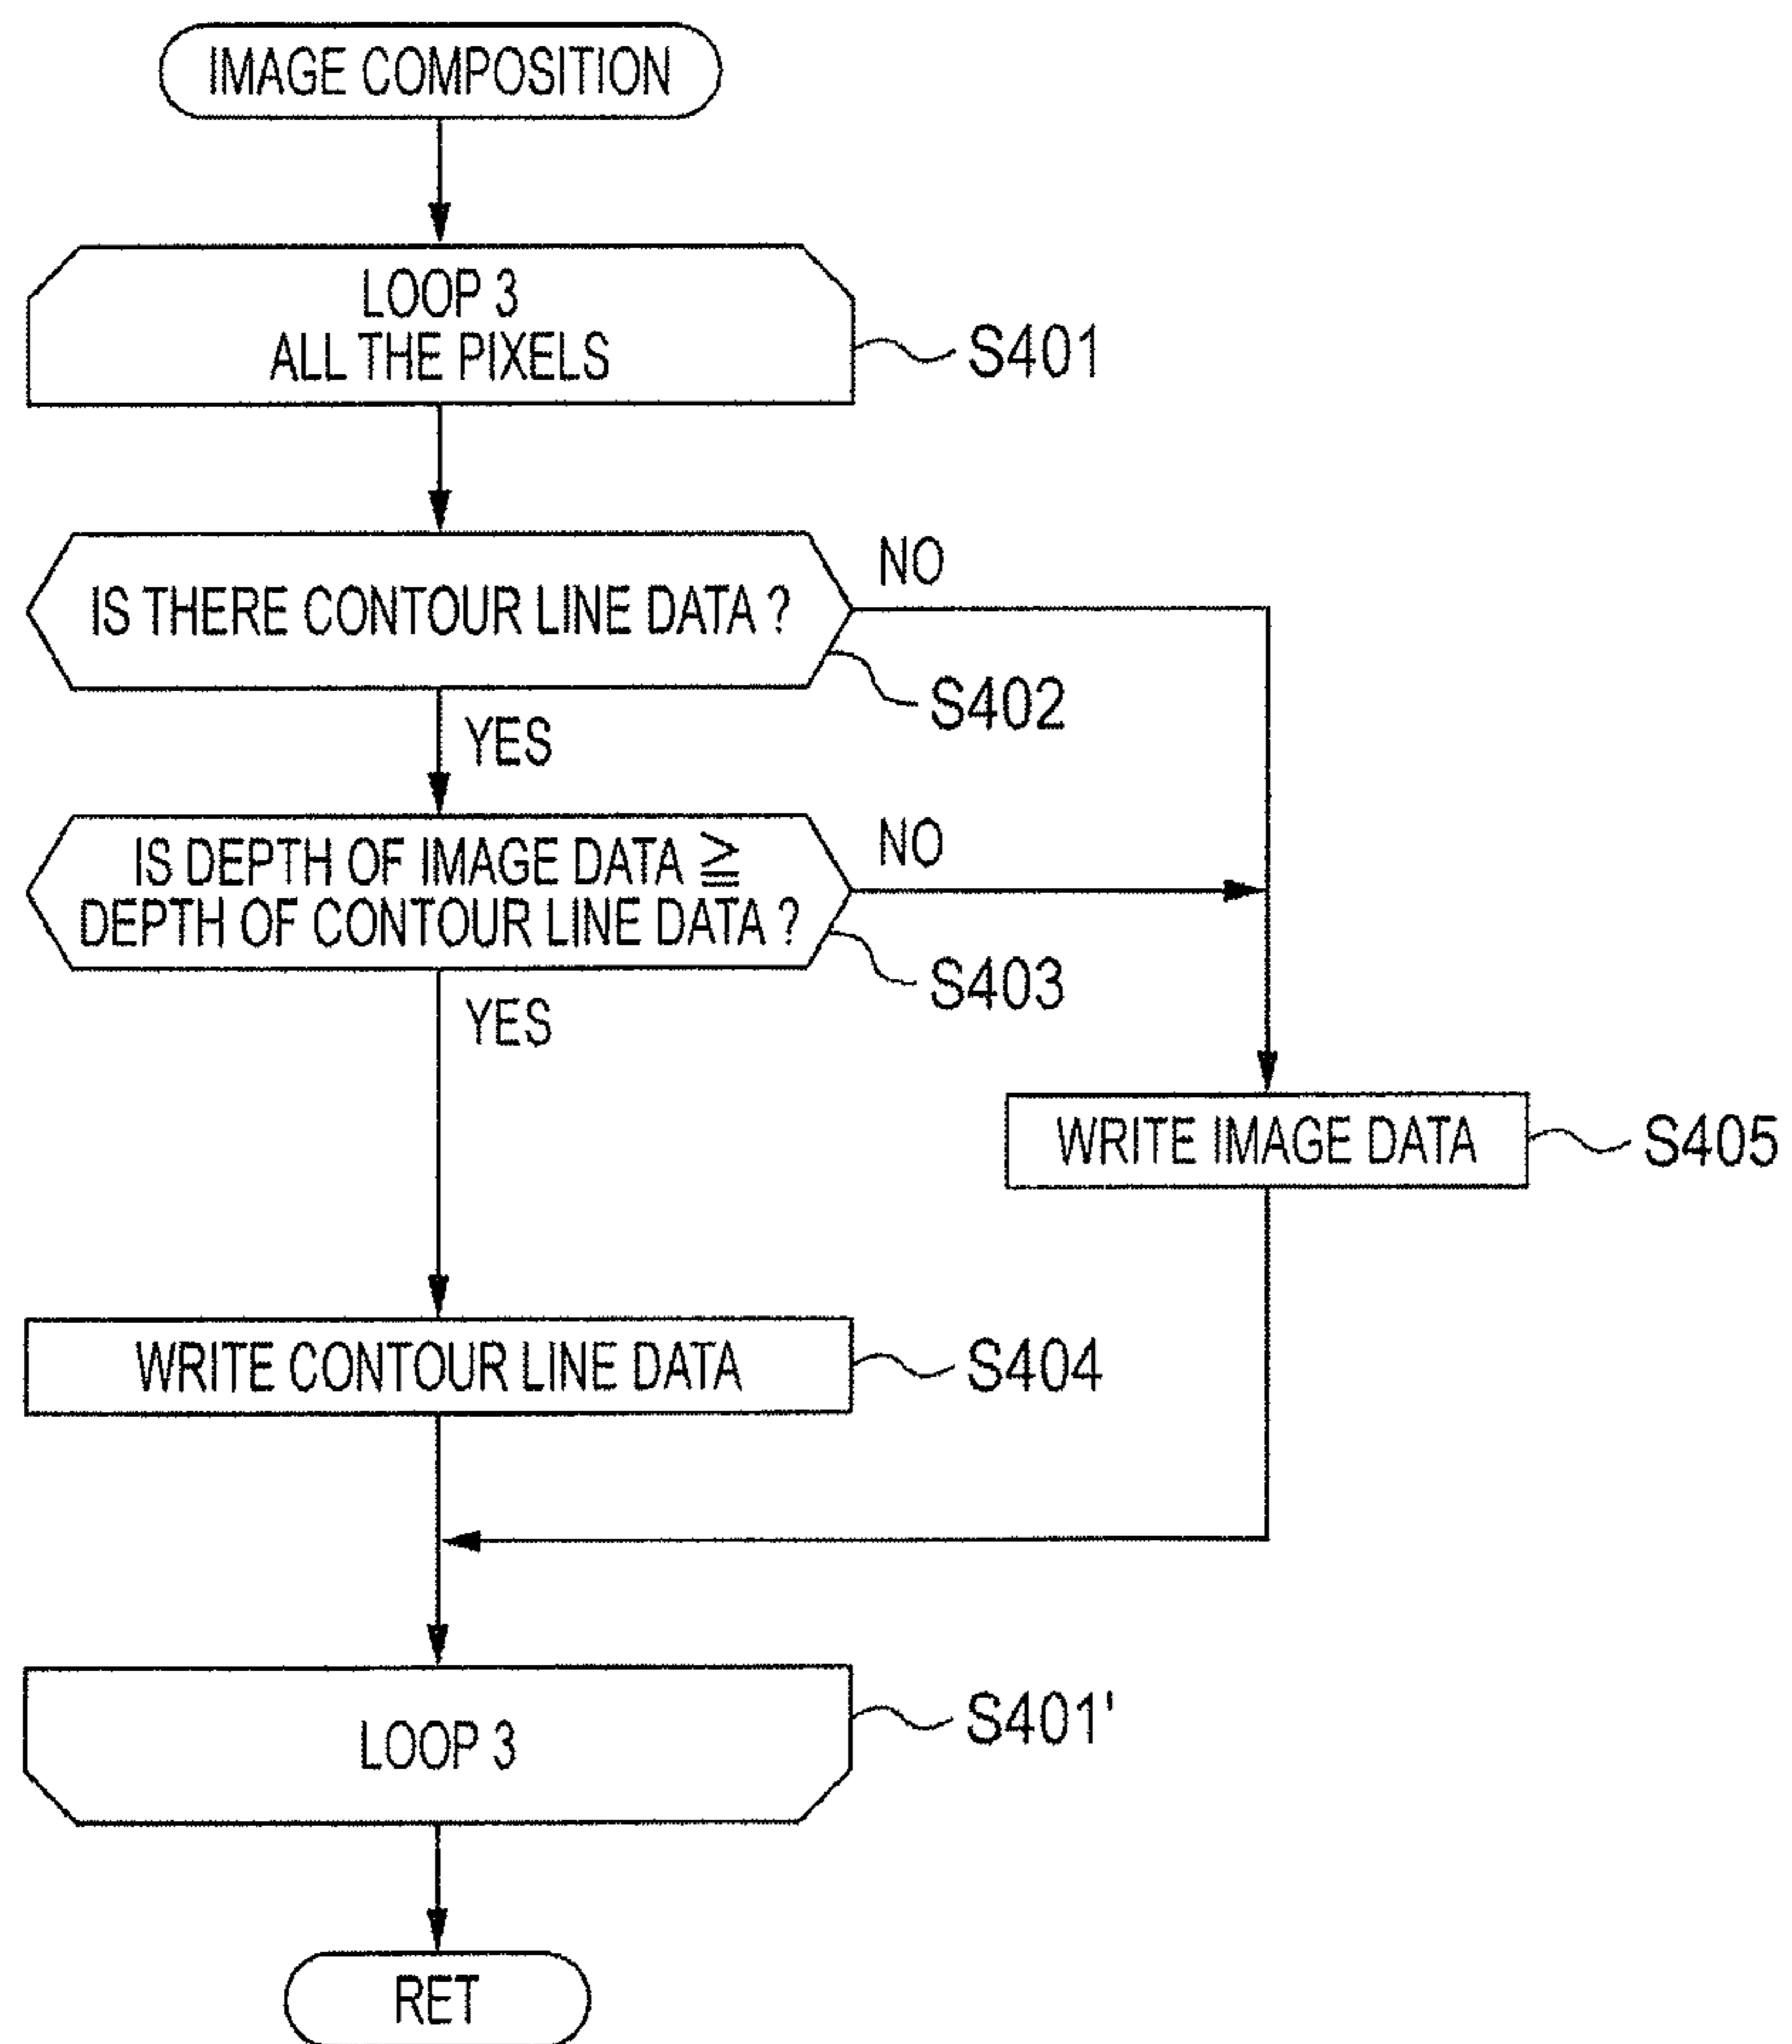 IMAGE COMPOSITION
LOOP 3
ALL THE PIXELS
S401
IS THERE CONTOUR LINE DATA ?
NO
S402
YES
IS DEPTH OF IMAGE DATA ≧
DEPTH OF CONTOUR LINE DATA ?
NO
S403
YES
WRITE IMAGE DATA
S405
WRITE CONTOUR LINE DATA
S404
LOOP 3
S401'
RET